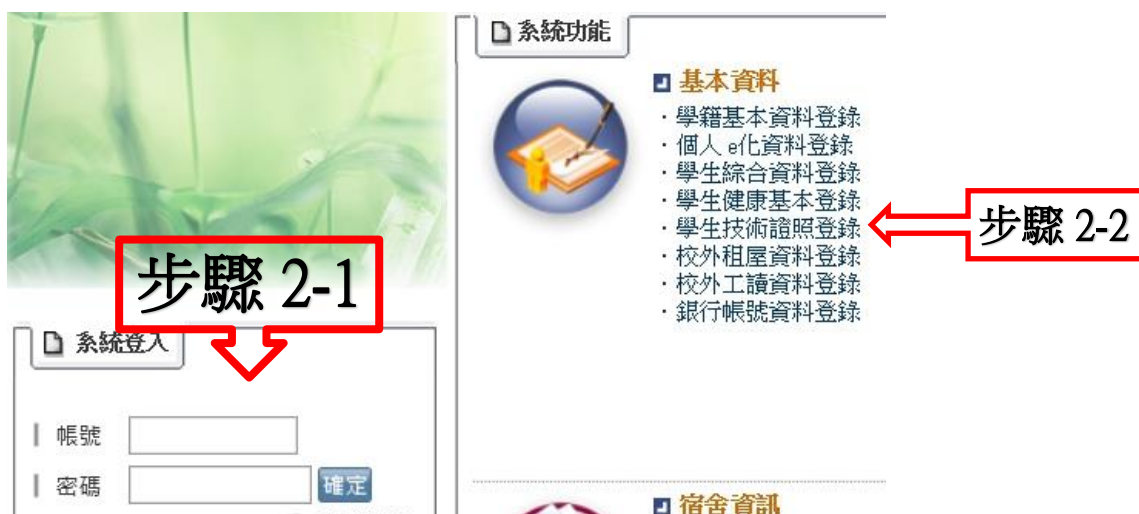 系統功能
基本資料
·學籍基本資料登錄
·個人e化資料登錄
·學生綜合資料登錄
·學生健康基本登錄
·學生技術證照登錄
·校外租屋資料登錄
·校外工讀資料登錄
·銀行帳號資料登錄
步驟 2-2
步驟 2-1
系統登入
帳號
密碼
確定
宿舍資訊